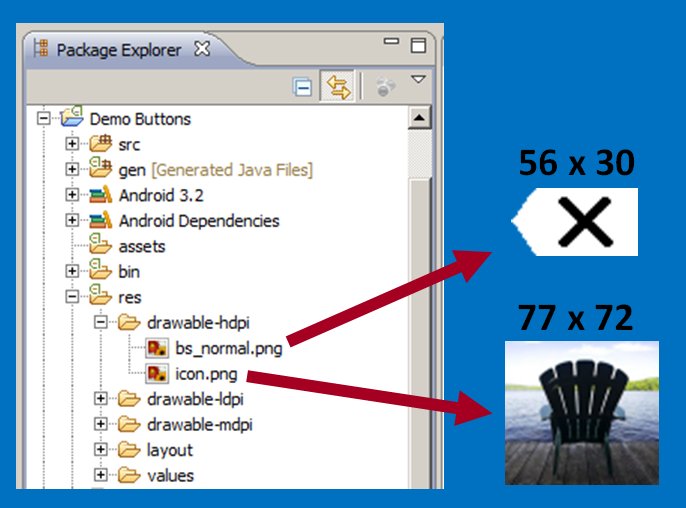 Package Explorer
Demo Buttons
src
gen [Generated Java Files]
Android 3.2
Android Dependencies
assets
bin
res
drawable-hdpi
bs_normal.png
icon.png
drawable-ldpi
drawable-mdpi
layout
values
56 x 30
77 x 72